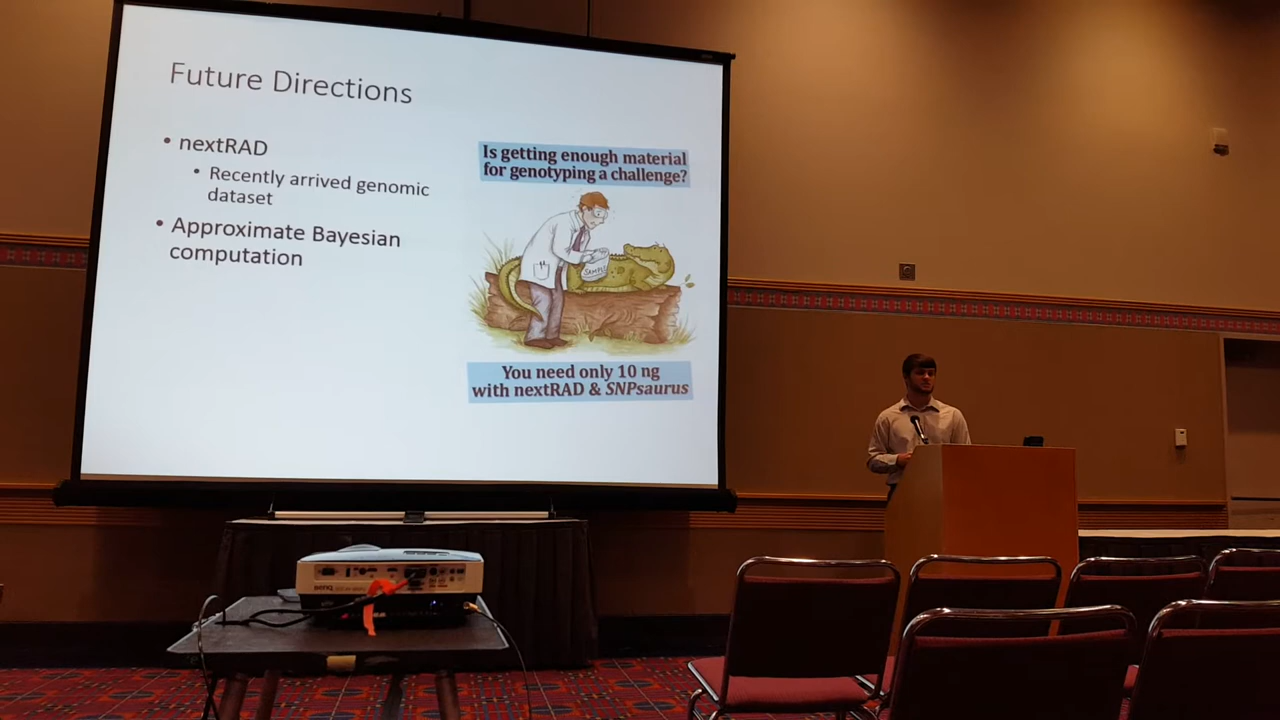 Future Directions
• nextRAD
• Recently arrived genomic
dataset
• Approximate Bayesian
computation
Is getting enough material
for genotyping a challenge?
SAMPLE
You need only 10 ng
with nextRAD & SNPsaurus
BenQ